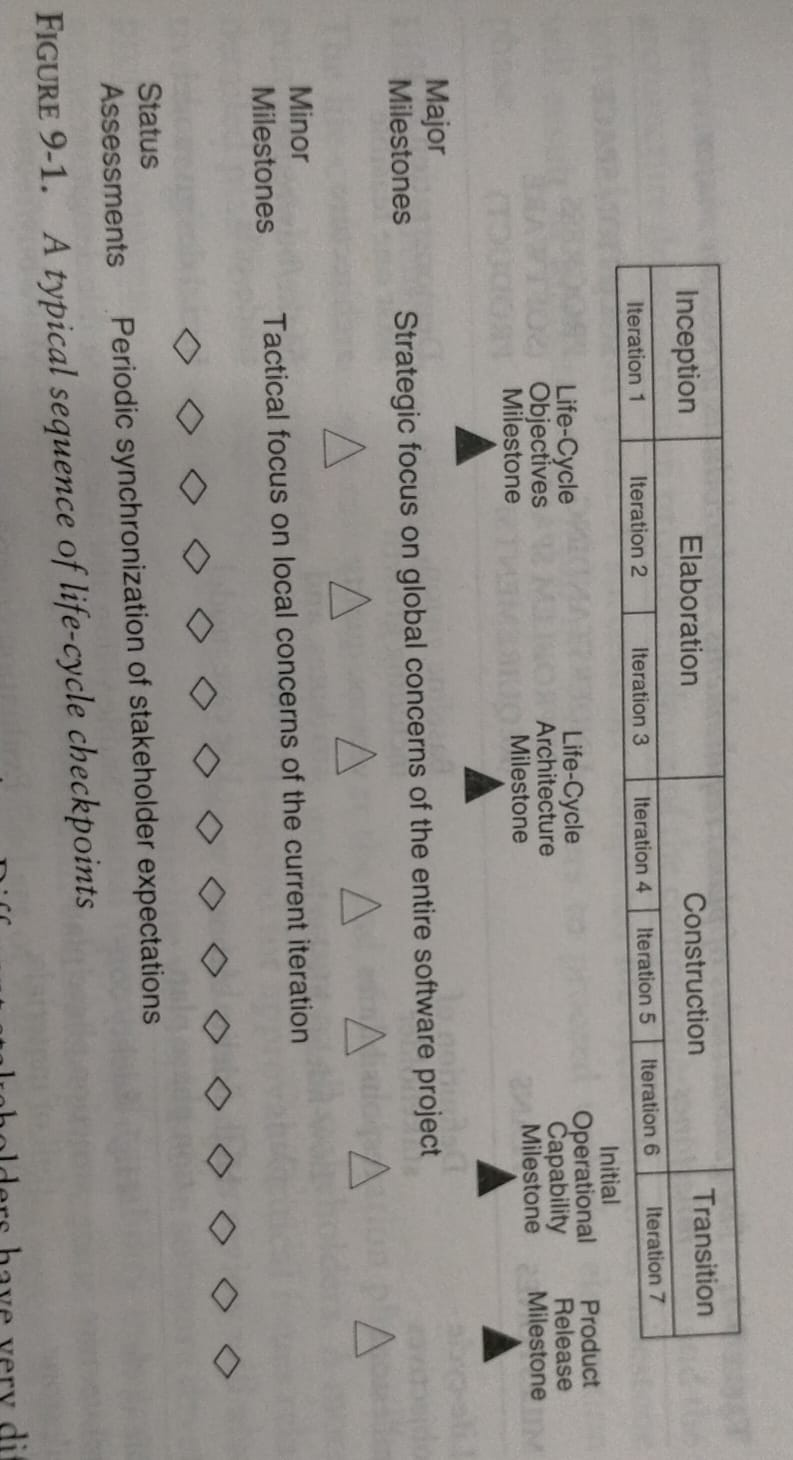 Inception Elaboration Construction Transition
Iteration 1 Iteration 2 Iteration 3 Iteration 4 Iteration 5 Iteration 6 Iteration 7
Life-Cycle
Objectives
Milestone
Life-Cycle
Architecture
Milestone
Initial
Operational
Capability
Milestone
Product
Release
Milestone
Major
Milestones
Strategic focus on global concerns of the entire software project
Minor
Milestones
Tactical focus on local concerns of the current iteration
Status
Assessments
Periodic synchronization of stakeholder expectations
FIGURE 9-1. A typical sequence of life-cycle checkpoints
have very